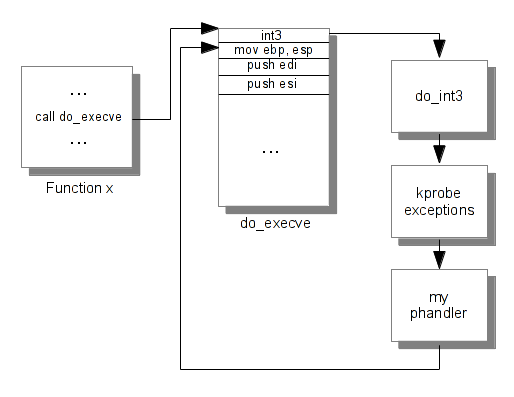 ...
call do_execve
...
Function x
int3
mov ebp, esp
push edi
push esi
...
do_execve
do_int3
kprobe
exceptions
my
phandler